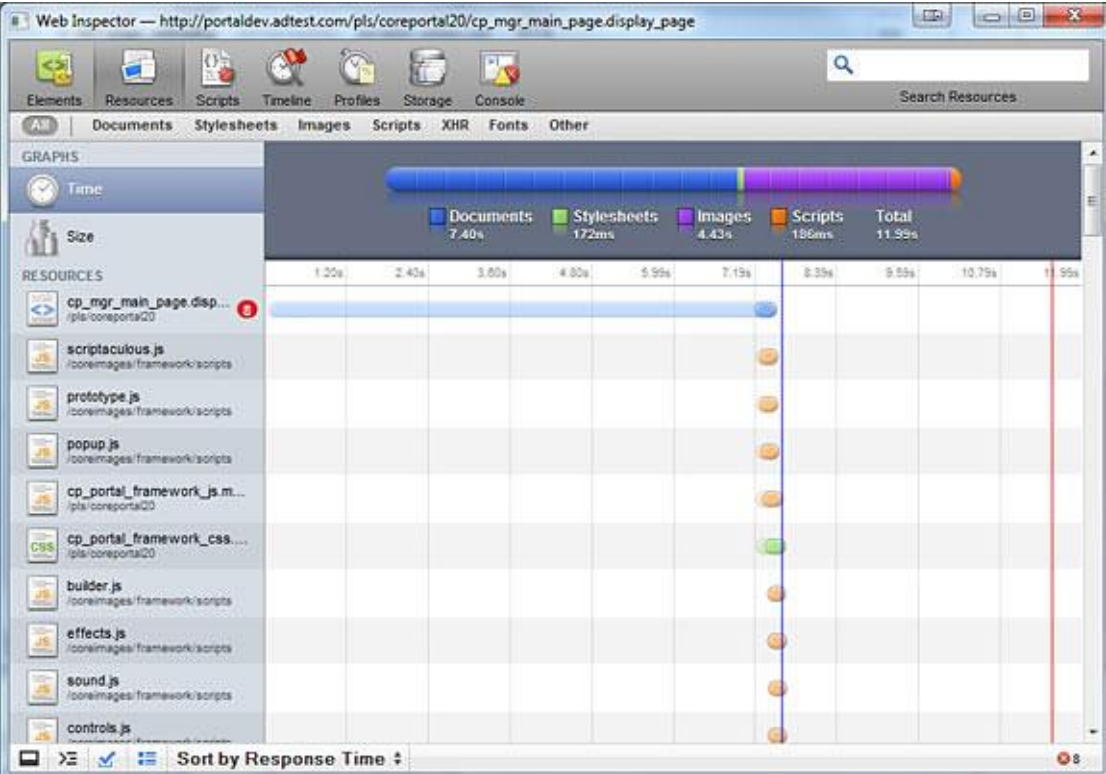 Web Inspector — http://portaldev.adtest.com/pls/coreportal20/cp_mgr_main_page.display_page
Elements Resources Scripts Timeline Profiles Storage Console
Search Resources
All Documents Stylesheets Images Scripts XHR Fonts Other
GRAPHS
Time
Size
Documents Stylesheets Images Scripts Total
7.40s 172ms 4.43s 186ms 11.99s
RESOURCES
1.20s 2.40s 3.60s 4.80s 5.99s 7.19s 8.39s 9.59s 10.79s 11.99s
cp_mgr_main_page.disp... 8
/pls/coreportal20
scriptaculous.js
/coreimages/framework/scripts
prototype.js
/coreimages/framework/scripts
popup.js
/coreimages/framework/scripts
cp_portal_framework_js.m...
/pls/coreportal20
cp_portal_framework_css....
/pls/coreportal20
builder.js
/coreimages/framework/scripts
effects.js
/coreimages/framework/scripts
sound.js
/coreimages/framework/scripts
controls.js
Sort by Response Time
8